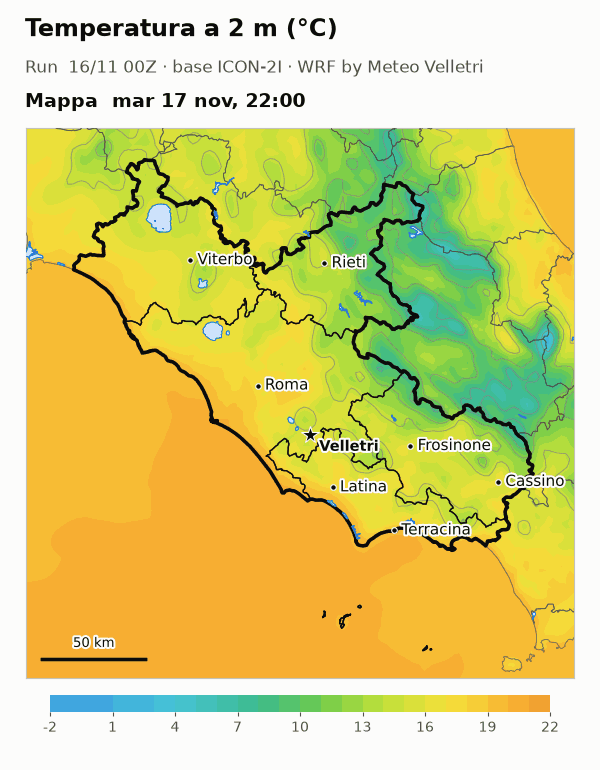 Temperatura a 2 m (°C)
Run  16/11 00Z · base ICON-2I · WRF by Meteo Velletri
Mappa  mar 17 nov, 22:00
Viterbo
Rieti
Roma
Velletri
Frosinone
Latina
Cassino
Terracina
50 km
-2 1 4 7 10 13 16 19 22